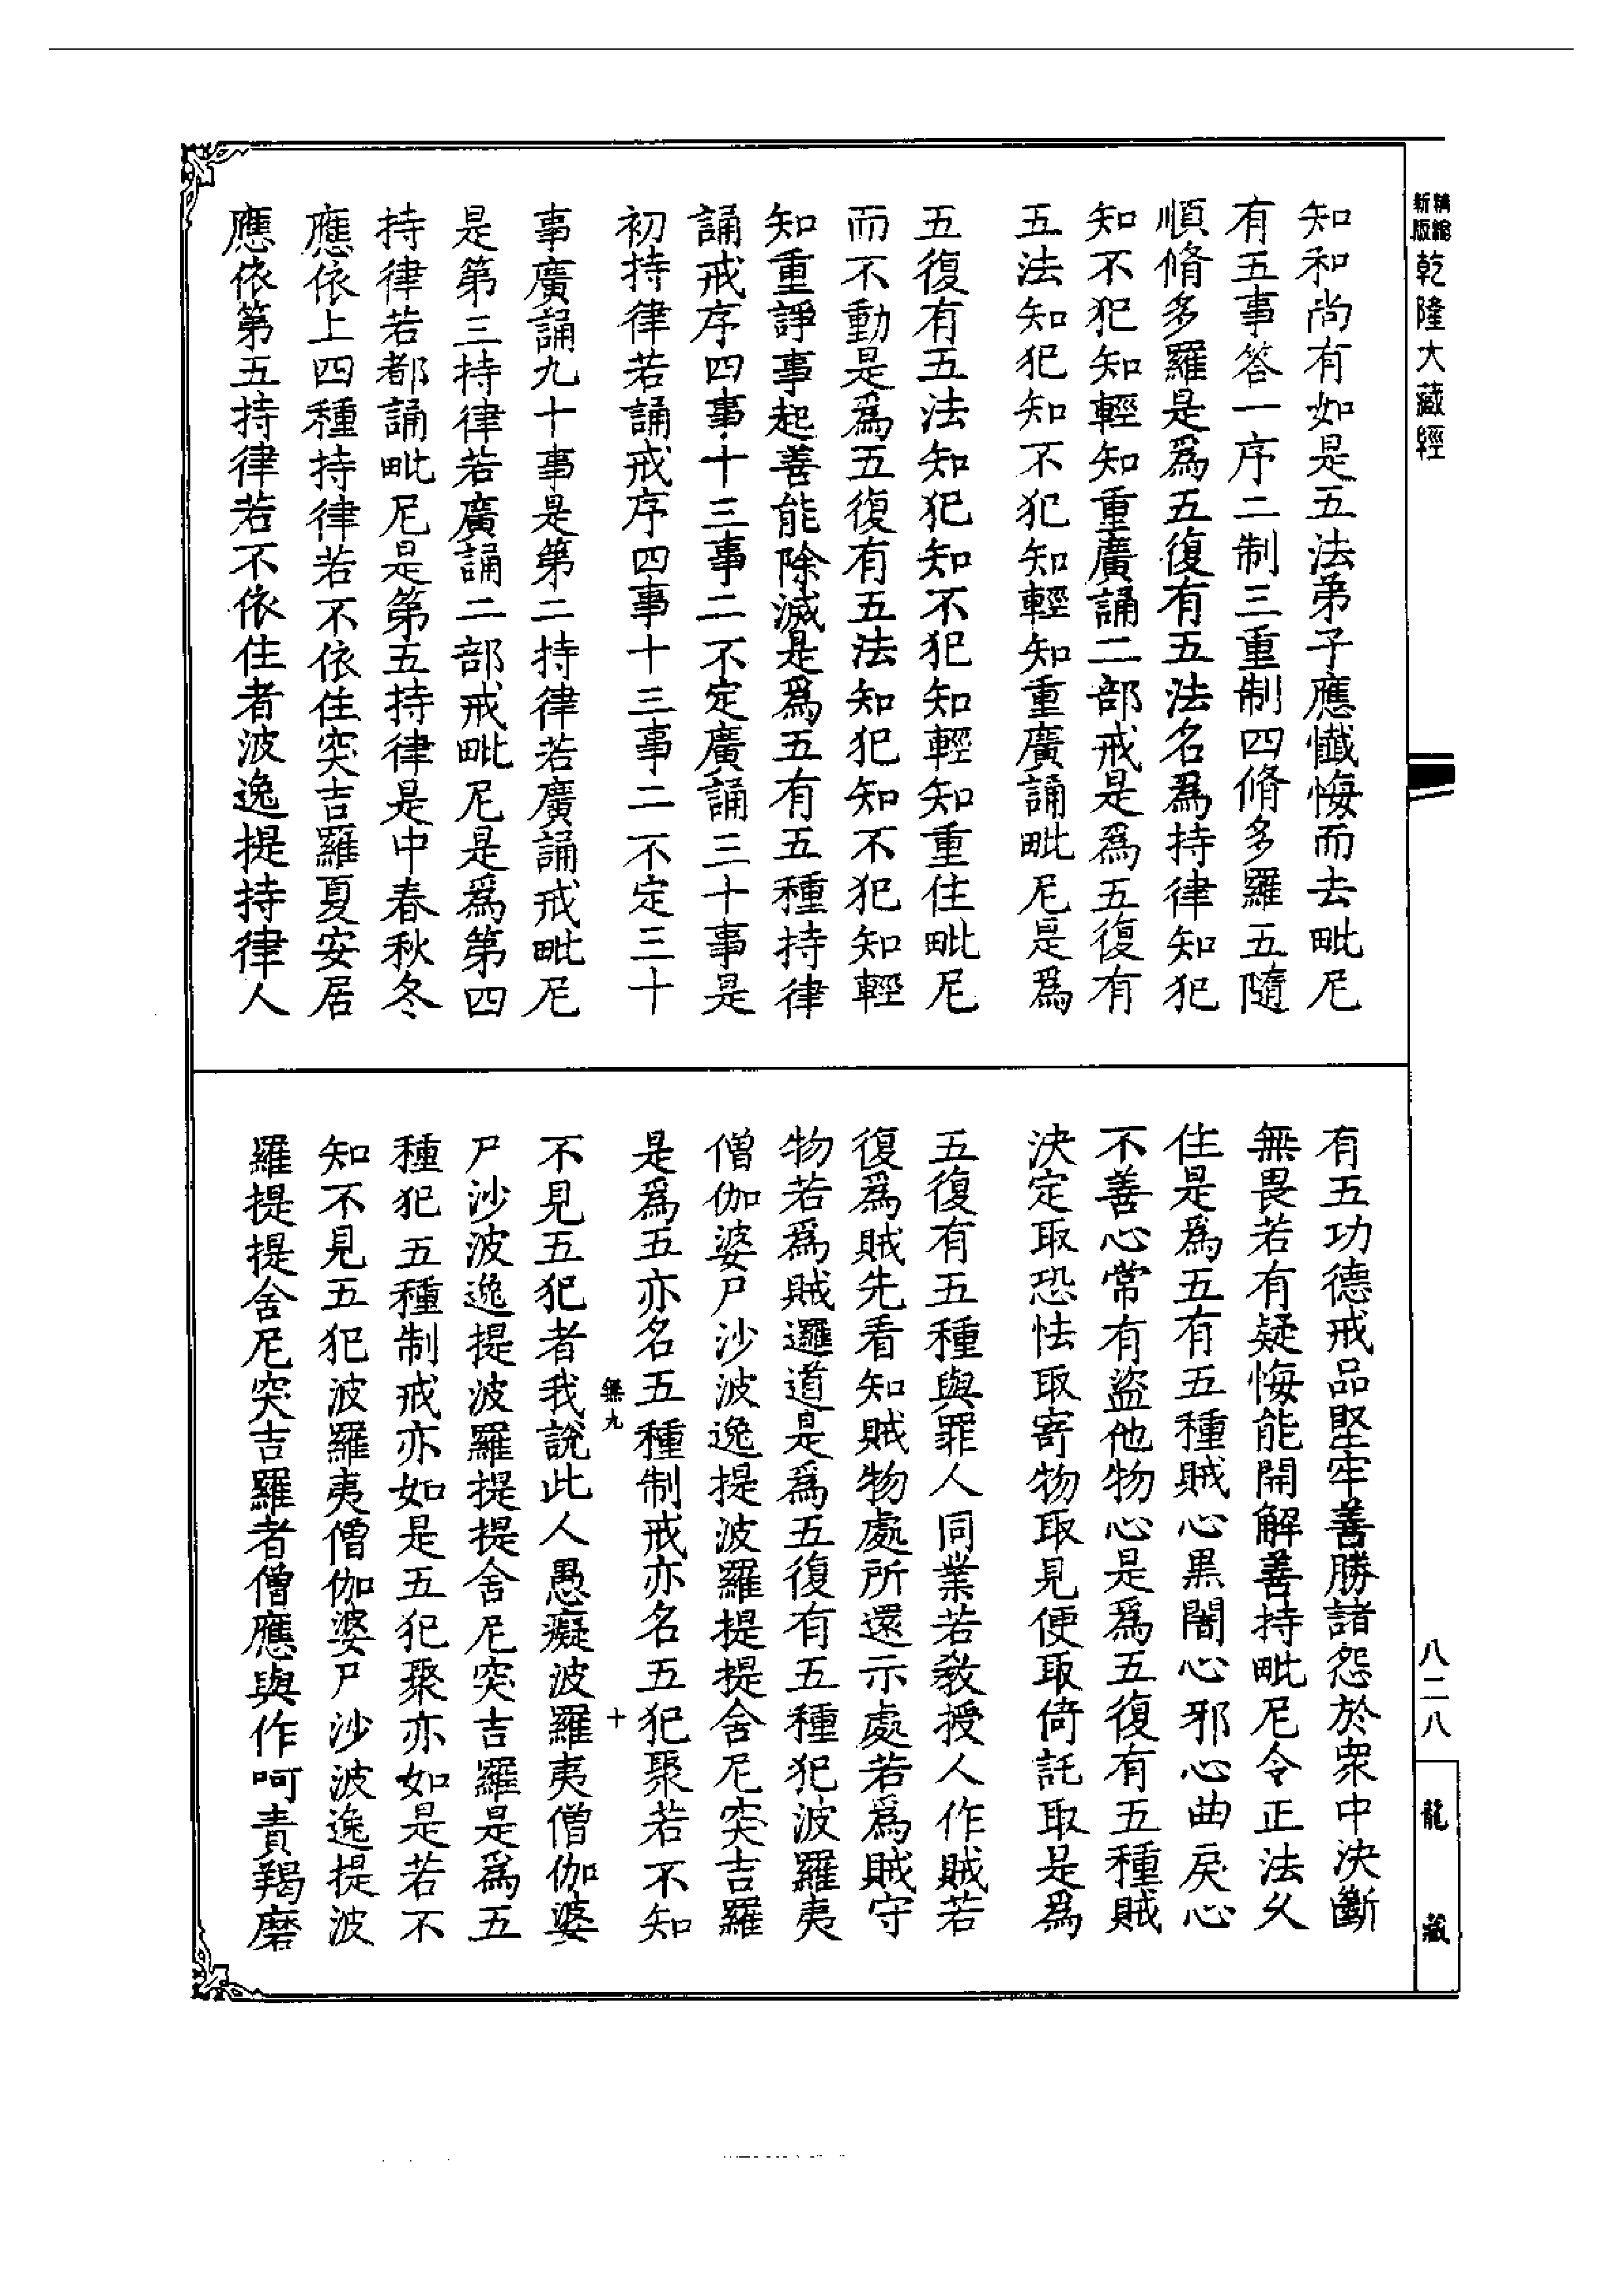 新版精縮乾隆大藏經
八二八
龍藏
知和尚有如是五法弟子應懺悔而去毗尼
有五事答一序二制三重制四脩多羅五隨
順脩多羅是為五復有五法名為持律知犯
知不犯知輕知重廣誦二部戒是為五復有
五法知犯知不犯知輕知重廣誦毗尼是為
五復有五法知犯知不犯知輕知重住毗尼
而不動是為五復有五法知犯知不犯知輕
知重諍事起善能除滅是為五有五種持律
誦戒序四事十三事二不定廣誦三十事是
初持律若誦戒序四事十三事二不定三十
事廣誦九十事是第二持律若廣誦戒毗尼
是第三持律若廣誦二部戒毗尼是為第四
持律若都誦毗尼是第五持律是中春秋冬
應依上四種持律若不依住突吉羅夏安居
應依第五持律若不依住者波逸提持律人
有五功德戒品堅牢善勝諸怨於衆中決斷
無畏若有疑悔能開解善持毗尼令正法久
住是為五有五種賊心黒闇心邪心曲戾心
不善心常有盜他物心是為五復有五種賊
決定取恐怯取寄物取見便取倚託取是為
五復有五種與罪人同業若教授人作賊若
復為賊先看知賊物處所還示處若為賊守
物若為賊邏道是為五復有五種犯波羅夷
僧伽婆尸沙波逸提波羅提提舍尼突吉羅
是為五亦名五種制戒亦名五犯聚若不知
無九
十
不見五犯者我說此人愚癡波羅夷僧伽婆
尸沙波逸提波羅提提舍尼突吉羅是為五
種犯五種制戒亦如是五犯聚亦如是若不
知不見五犯波羅夷僧伽婆尸沙波逸提波
羅提提舍尼突吉羅者僧應與作呵責羯磨